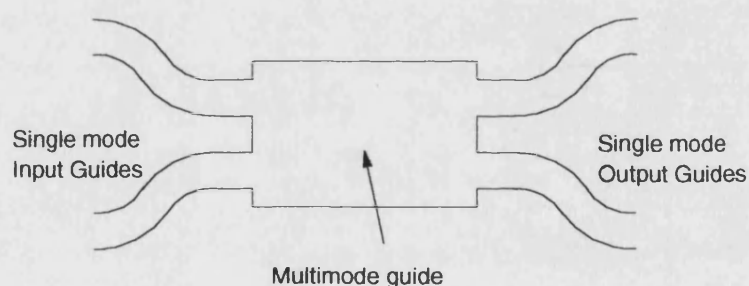 Single mode
Input Guides
Single mode
Output Guides
Multimode guide